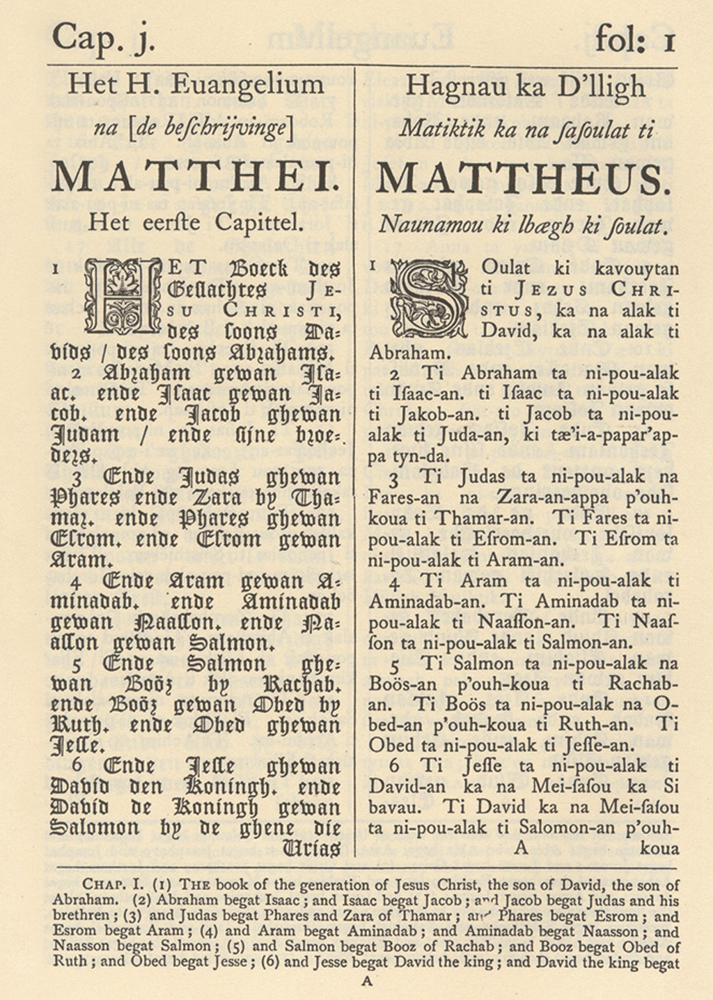 Cap. j.
fol: 1
Het H. Euangelium
na [de beſchrijvinge]
MATTHEI.
Het eerſte Capittel.
1 HET Boeck des
Geſlachtes JE-
SU CHRISTI,
des ſoons Da-
vids / des ſoons Abrahams.
2 Abraham gewan Iſa-
ac. ende Iſaac gewan Ja-
cob. ende Jacob ghewan
Judam / ende ſijne broe-
ders.
3 Ende Judas ghewan
Phares ende Zara by Tha-
mar. ende Phares ghewan
Eſrom. ende Eſrom gewan
Aram.
4 Ende Aram gewan A-
minadab. ende Aminadab
gewan Naaſſon. ende Na-
aſſon gewan Salmon.
5 Ende Salmon ghe-
wan Boöz by Rachab.
ende Boöz gewan Obed by
Ruth. ende Obed ghewan
Jeſſe.
6 Ende Jeſſe ghewan
David den Koningh. ende
David de Koningh gewan
Salomon by de ghene die
Urias
Hagnau ka D'lligh
Matiktik ka na ſaſoulat ti
MATTHEUS.
Naunamou ki lbægh ki ſoulat.
1 SOulat ki kavouytan
ti JEZUS CHRI-
STUS, ka na alak ti
David, ka na alak ti
Abraham.
2 Ti Abraham ta ni-pou-alak
ti Iſaac-an. ti Iſaac ta ni-pou-alak
ti Jakob-an. ti Jacob ta ni-pou-
alak ti Juda-an, ki tæ'i-a-papar'ap-
pa tyn-da.
3 Ti Judas ta ni-pou-alak na
Fares-an na Zara-an-appa p'ouh-
koua ti Thamar-an. Ti Fares ta ni-
pou-alak ti Eſrom-an. Ti Eſrom ta
ni-pou-alak ti Aram-an.
4 Ti Aram ta ni-pou-alak ti
Aminadab-an. Ti Aminadab ta ni-
pou-alak ti Naaſſon-an. Ti Naaſ-
ſon ta ni-pou-alak ti Salmon-an.
5 Ti Salmon ta ni-pou-alak na
Boös-an p'ouh-koua ti Rachab-
an. Ti Boös ta ni-pou-alak na O-
bed-an p'ouh-koua ti Ruth-an. Ti
Obed ta ni-pou-alak ti Jeſſe-an.
6 Ti Jeſſe ta ni-pou-alak ti
David-an ka na Mei-ſaſou ka Si
bavau. Ti David ka na Mei-ſaſou
ta ni-pou-alak ti Salomon-an p'ouh-
A koua
CHAP. I. (1) THE book of the generation of Jesus Christ, the son of David, the son of
Abraham. (2) Abraham begat Isaac; and Isaac begat Jacob; and Jacob begat Judas and his
brethren; (3) and Judas begat Phares and Zara of Thamar; and Phares begat Esrom; and
Esrom begat Aram; (4) and Aram begat Aminadab; and Aminadab begat Naasson; and
Naasson begat Salmon; (5) and Salmon begat Booz of Rachab; and Booz begat Obed of
Ruth; and Obed begat Jesse; (6) and Jesse begat David the king; and David the king begat
A